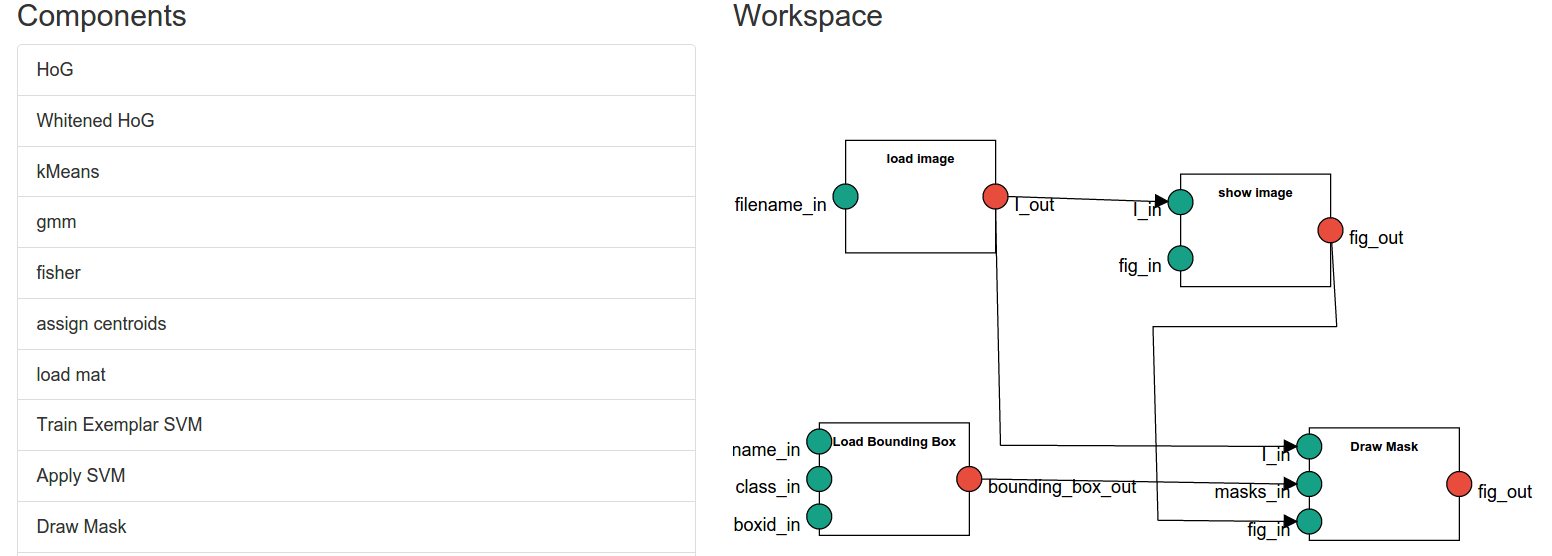 Components
HoG
Whitened HoG
kMeans
gmm
fisher
assign centroids
load mat
Train Exemplar SVM
Apply SVM
Draw Mask
Workspace
load image
filename_in
I_out
show image
I_in
fig_in
fig_out
Load Bounding Box
name_in
class_in
boxid_in
bounding_box_out
Draw Mask
I_in
masks_in
fig_in
fig_out